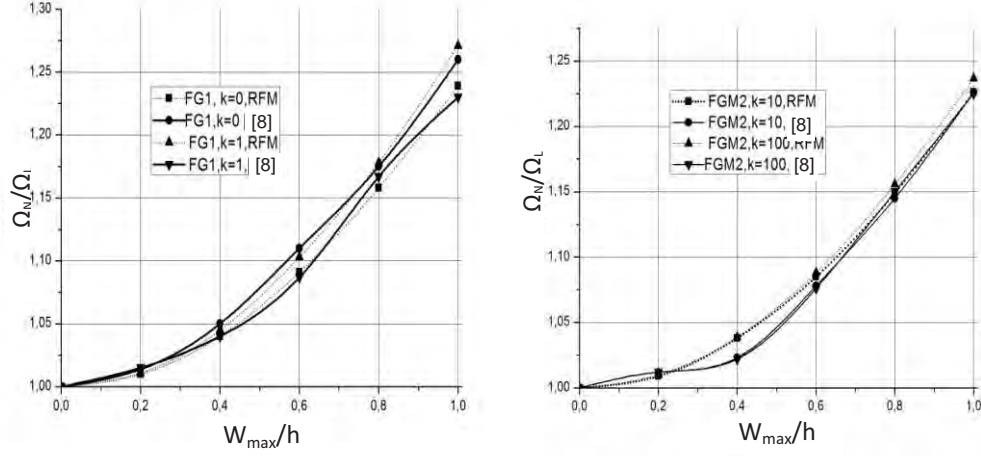 1,30
1,25
1,20
1,15
1,10
1,05
1,00
Ω_N/Ω_L
FG1, k=0,RFM
FG1,k=0 [8]
FG1,k=1,RFM
FG1,k=1, [8]
0,0 0,2 0,4 0,6 0,8 1,0
W_max/h
1,25
1,20
1,15
1,10
1,05
1,00
Ω_N/Ω_L
FGM2,k=10,RFM
FGM2,k=10, [8]
FGM2,k=100,RFM
FGM2,k=100, [8]
0,0 0,2 0,4 0,6 0,8 1,0
W_max/h